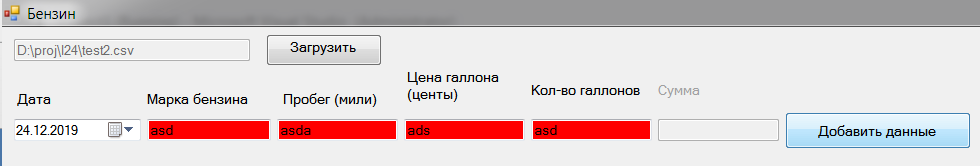 Бензин
D:\proj\l24\test2.csv
Загрузить
Дата
Марка бензина
Пробег (мили)
Цена галлона
(центы)
Кол-во галлонов
Сумма
24.12.2019
asd
asda
ads
asd
Добавить данные